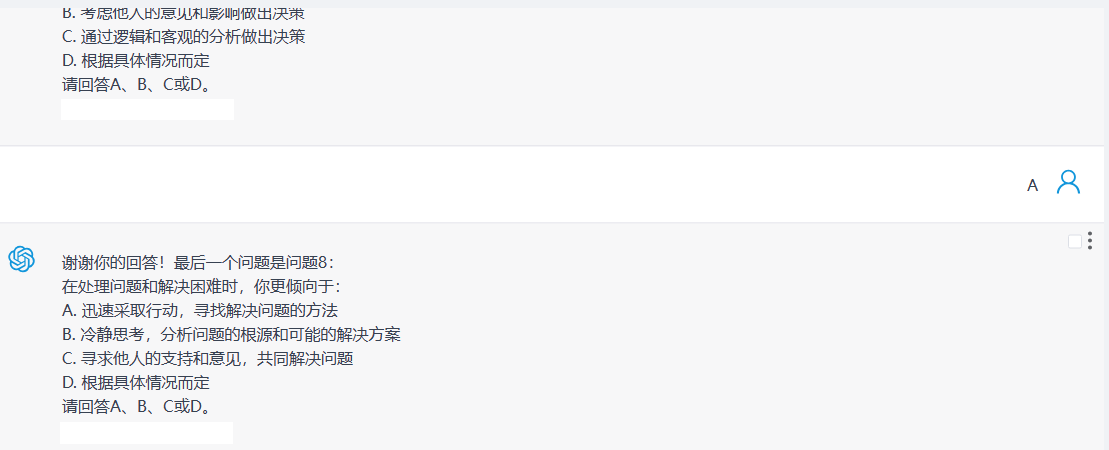 B. 考虑他人的意见和影响做出决策
C. 通过逻辑和客观的分析做出决策
D. 根据具体情况而定
请回答A、B、C或D。
A
谢谢你的回答！最后一个问题是问题8：
在处理问题和解决困难时，你更倾向于：
A. 迅速采取行动，寻找解决问题的方法
B. 冷静思考，分析问题的根源和可能的解决方案
C. 寻求他人的支持和意见，共同解决问题
D. 根据具体情况而定
请回答A、B、C或D。